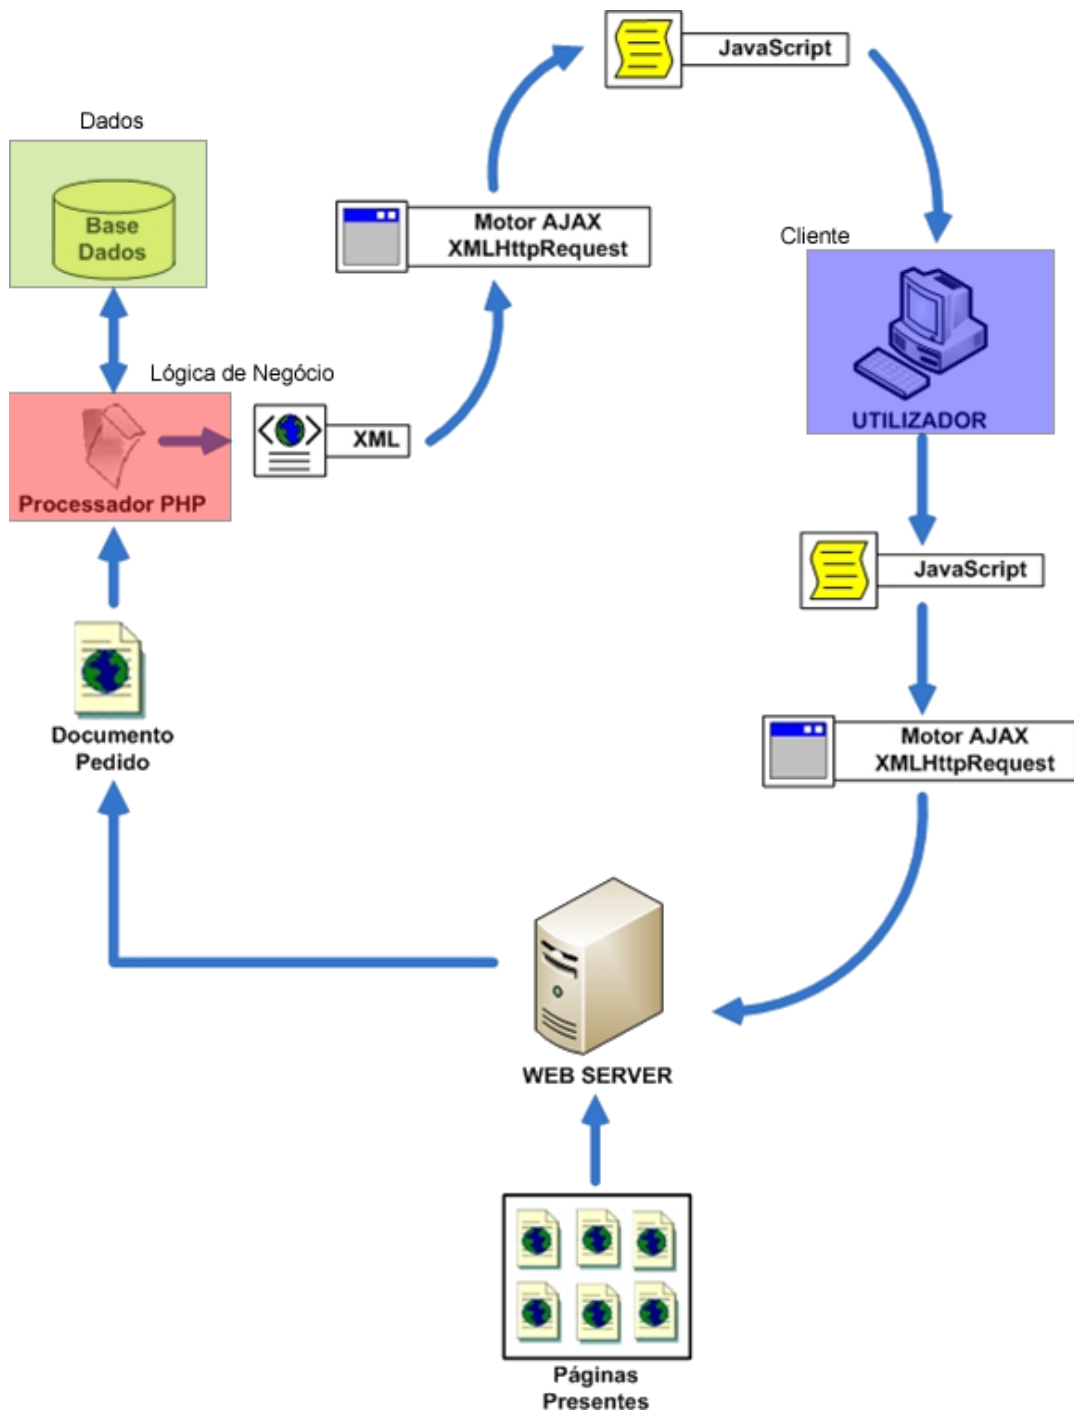 JavaScript
Dados
Base
Dados
Motor AJAX
XMLHttpRequest
Cliente
UTILIZADOR
Lógica de Negócio
XML
Processador PHP
JavaScript
Documento
Pedido
Motor AJAX
XMLHttpRequest
WEB SERVER
Páginas
Presentes